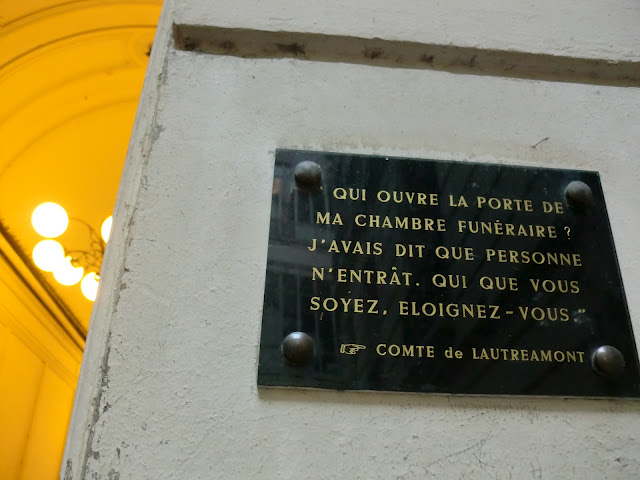 QUI OUVRE LA PORTE DE
MA CHAMBRE FUNÉRAIRE ?
J'AVAIS DIT QUE PERSONNE
N'ENTRÂT. QUI QUE VOUS
SOYEZ, ELOIGNEZ-VOUS"
☞ COMTE de LAUTREAMONT